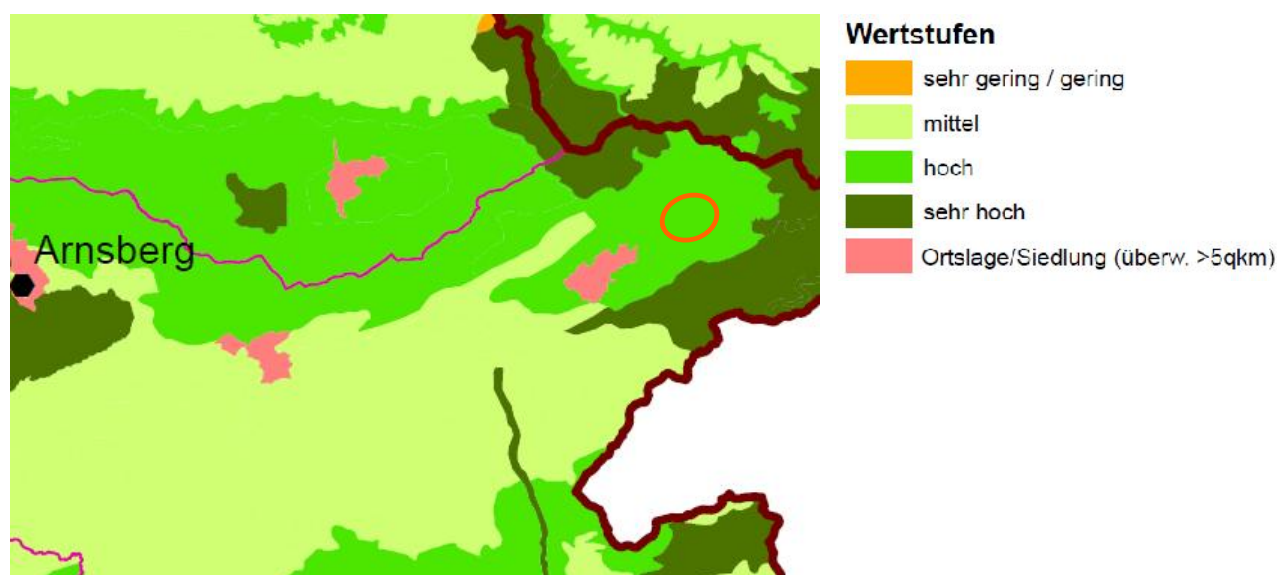 Arnsberg
Wertstufen
sehr gering / gering
mittel
hoch
sehr hoch
Ortslage/Siedlung (überw. >5qkm)